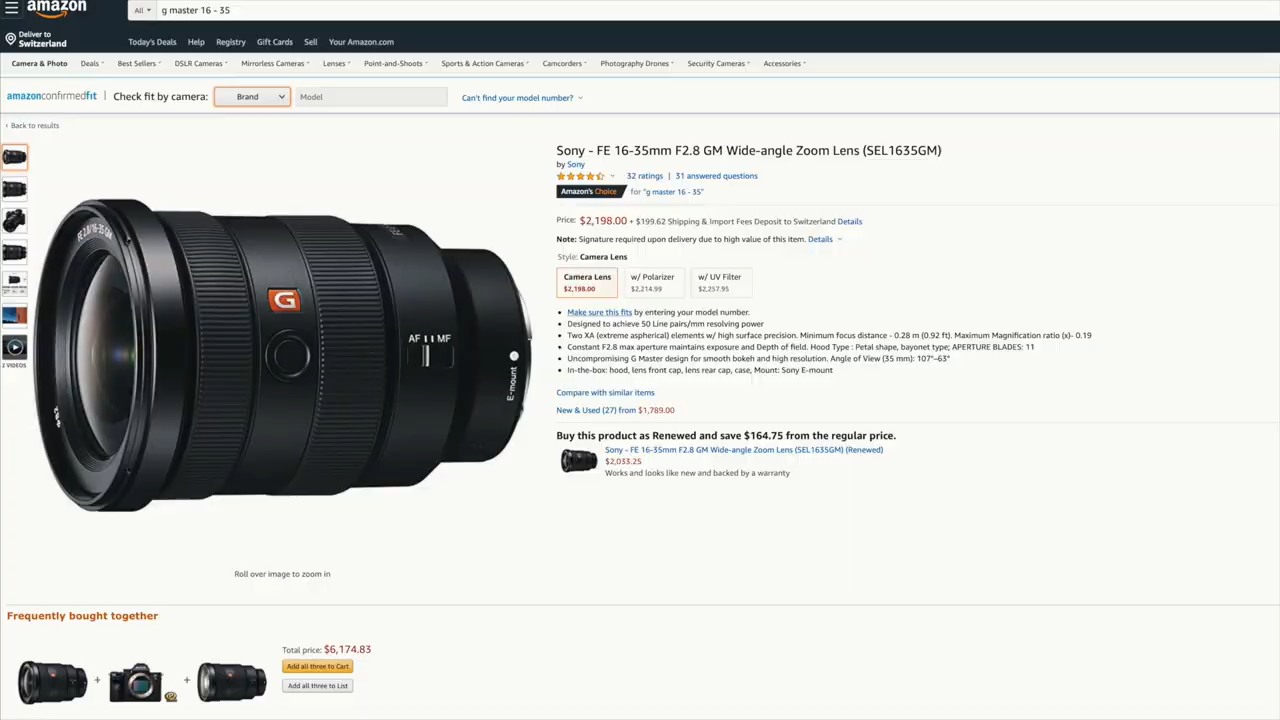 amazon
All
g master 16 - 35
Deliver to
Switzerland
Today's Deals Help Registry Gift Cards Sell Your Amazon.com
Camera & Photo Deals Best Sellers DSLR Cameras Mirrorless Cameras Lenses Point-and-Shoots Sports & Action Cameras Camcorders Photography Drones Security Cameras Accessories
amazonconfirmedfit | Check fit by camera: Brand Model Can't find your model number?
‹ Back to results
Sony - FE 16-35mm F2.8 GM Wide-angle Zoom Lens (SEL1635GM)
by Sony
32 ratings | 31 answered questions
Amazon's Choice for "g master 16 - 35"
Price: $2,198.00 + $199.62 Shipping & Import Fees Deposit to Switzerland Details
Note: Signature required upon delivery due to high value of this item. Details
Style: Camera Lens
Camera Lens w/ Polarizer w/ UV Filter
$2,198.00 $2,214.99 $2,257.95
• Make sure this fits by entering your model number.
• Designed to achieve 50 Line pairs/mm resolving power
• Two XA (extreme aspherical) elements w/ high surface precision. Minimum focus distance - 0.28 m (0.92 ft). Maximum Magnification ratio (x)- 0.19
• Constant F2.8 max aperture maintains exposure and Depth of field. Hood Type : Petal shape, bayonet type; APERTURE BLADES: 11
• Uncompromising G Master design for smooth bokeh and high resolution. Angle of View (35 mm): 107°–63°
• In-the-box: hood, lens front cap, lens rear cap, case, Mount: Sony E-mount
Compare with similar items
New & Used (27) from $1,789.00
Buy this product as Renewed and save $164.75 from the regular price.
Sony - FE 16-35mm F2.8 GM Wide-angle Zoom Lens (SEL1635GM) (Renewed)
$2,033.25
Works and looks like new and backed by a warranty
2 VIDEOS
FE 2.8/16-35 GM
G
AF MF
E-mount
Roll over image to zoom in
Frequently bought together
Total price: $6,174.83
Add all three to Cart
Add all three to List
+ +